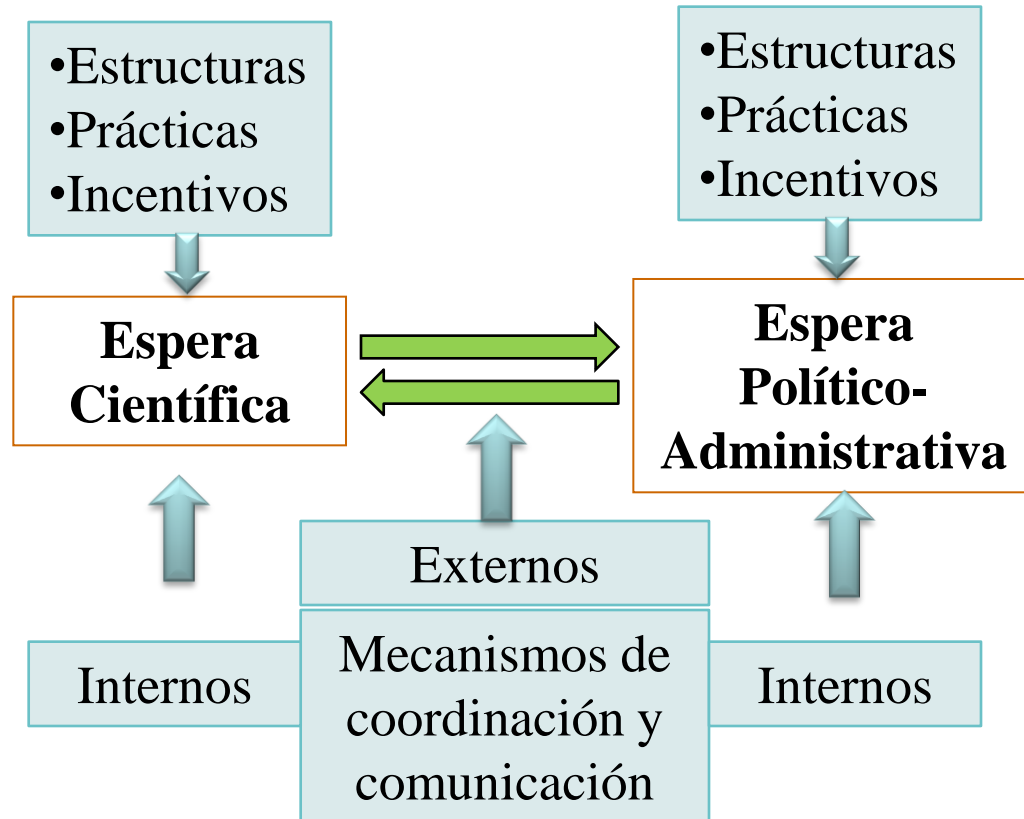 •Estructuras
•Prácticas
•Incentivos
•Estructuras
•Prácticas
•Incentivos
Espera
Científica
Espera
Político-
Administrativa
Externos
Internos
Mecanismos de
coordinación y
comunicación
Internos